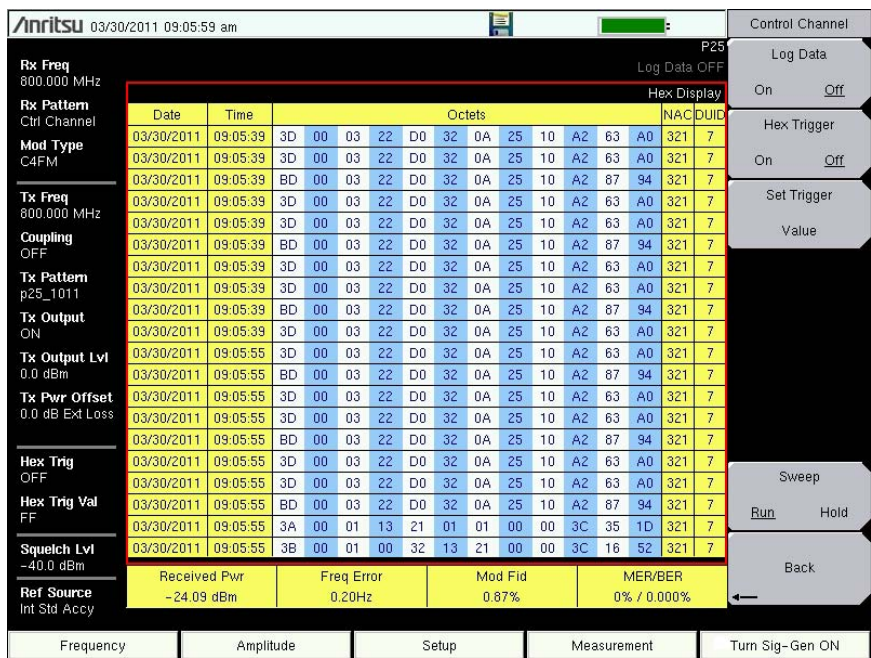 Anritsu 03/30/2011 09:05:59 am
Control Channel
P25
Log Data OFF
Rx Freq
800.000 MHz
Rx Pattern
Ctrl Channel
Mod Type
C4FM
Tx Freq
800.000 MHz
Coupling
OFF
Tx Pattern
p25_1011
Tx Output
ON
Tx Output Lvl
0.0 dBm
Tx Pwr Offset
0.0 dB Ext Loss
Hex Trig
OFF
Hex Trig Val
FF
Squelch Lvl
-40.0 dBm
Ref Source
Int Std Accy
Hex Display
Date Time Octets NAC DUID
03/30/2011 09:05:39 3D 00 03 22 D0 32 0A 25 10 A2 63 A0 321 7
03/30/2011 09:05:39 3D 00 03 22 D0 32 0A 25 10 A2 63 A0 321 7
03/30/2011 09:05:39 BD 00 03 22 D0 32 0A 25 10 A2 87 94 321 7
03/30/2011 09:05:39 3D 00 03 22 D0 32 0A 25 10 A2 63 A0 321 7
03/30/2011 09:05:39 3D 00 03 22 D0 32 0A 25 10 A2 63 A0 321 7
03/30/2011 09:05:39 BD 00 03 22 D0 32 0A 25 10 A2 87 94 321 7
03/30/2011 09:05:39 3D 00 03 22 D0 32 0A 25 10 A2 63 A0 321 7
03/30/2011 09:05:39 3D 00 03 22 D0 32 0A 25 10 A2 63 A0 321 7
03/30/2011 09:05:39 BD 00 03 22 D0 32 0A 25 10 A2 87 94 321 7
03/30/2011 09:05:39 3D 00 03 22 D0 32 0A 25 10 A2 63 A0 321 7
03/30/2011 09:05:55 3D 00 03 22 D0 32 0A 25 10 A2 63 A0 321 7
03/30/2011 09:05:55 BD 00 03 22 D0 32 0A 25 10 A2 87 94 321 7
03/30/2011 09:05:55 3D 00 03 22 D0 32 0A 25 10 A2 63 A0 321 7
03/30/2011 09:05:55 3D 00 03 22 D0 32 0A 25 10 A2 63 A0 321 7
03/30/2011 09:05:55 BD 00 03 22 D0 32 0A 25 10 A2 87 94 321 7
03/30/2011 09:05:55 3D 00 03 22 D0 32 0A 25 10 A2 63 A0 321 7
03/30/2011 09:05:55 3D 00 03 22 D0 32 0A 25 10 A2 63 A0 321 7
03/30/2011 09:05:55 BD 00 03 22 D0 32 0A 25 10 A2 87 94 321 7
03/30/2011 09:05:55 3A 00 01 13 21 01 01 00 00 3C 35 1D 321 7
03/30/2011 09:05:55 3B 00 01 00 32 13 21 00 00 3C 16 52 321 7
Received Pwr Freq Error Mod Fid MER/BER
-24.09 dBm 0.20Hz 0.87% 0% / 0.000%
Log Data
On Off
Hex Trigger
On Off
Set Trigger
Value
Sweep
Run Hold
Back
Frequency Amplitude Setup Measurement Turn Sig-Gen ON